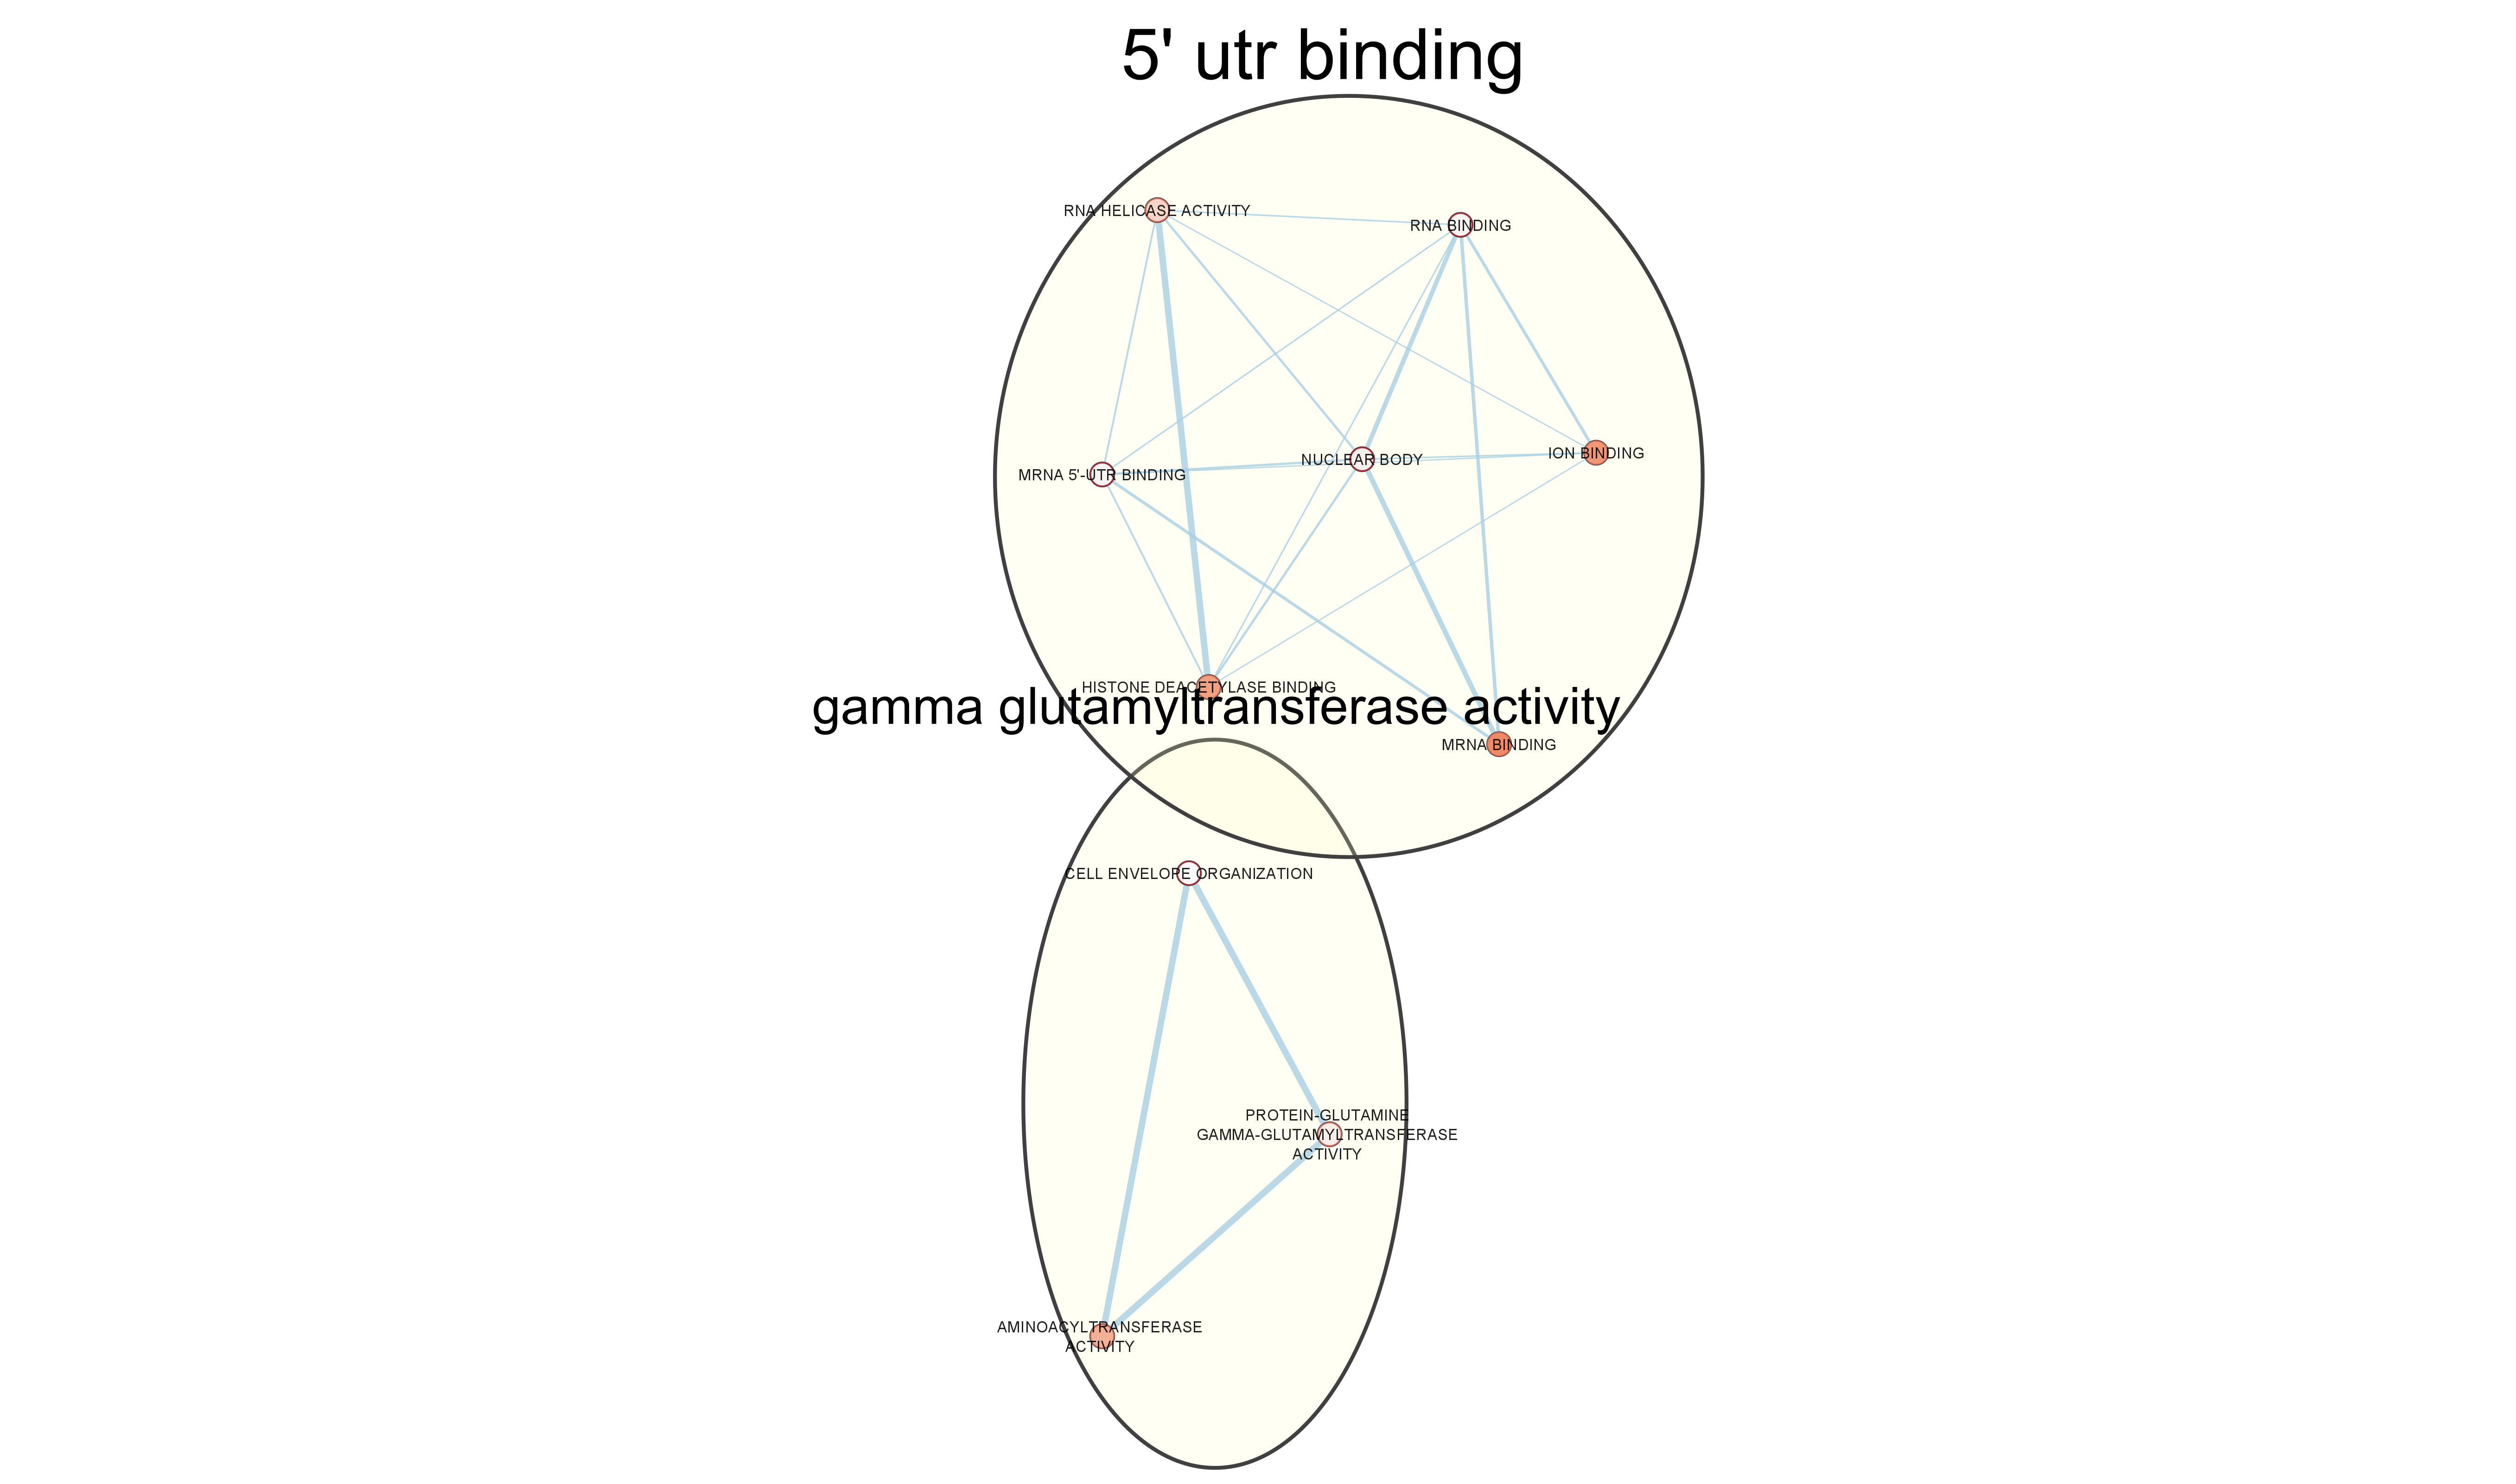 5' utr binding
RNA HELICASE ACTIVITY
RNA BINDING
ION BINDING
NUCLEAR BODY
MRNA 5'-UTR BINDING
HISTONE DEACETYLASE BINDING
gamma glutamyltransferase activity
MRNA BINDING
CELL ENVELOPE ORGANIZATION
PROTEIN-GLUTAMINE
GAMMA-GLUTAMYLTRANSFERASE
ACTIVITY
AMINOACYLTRANSFERASE
ACTIVITY